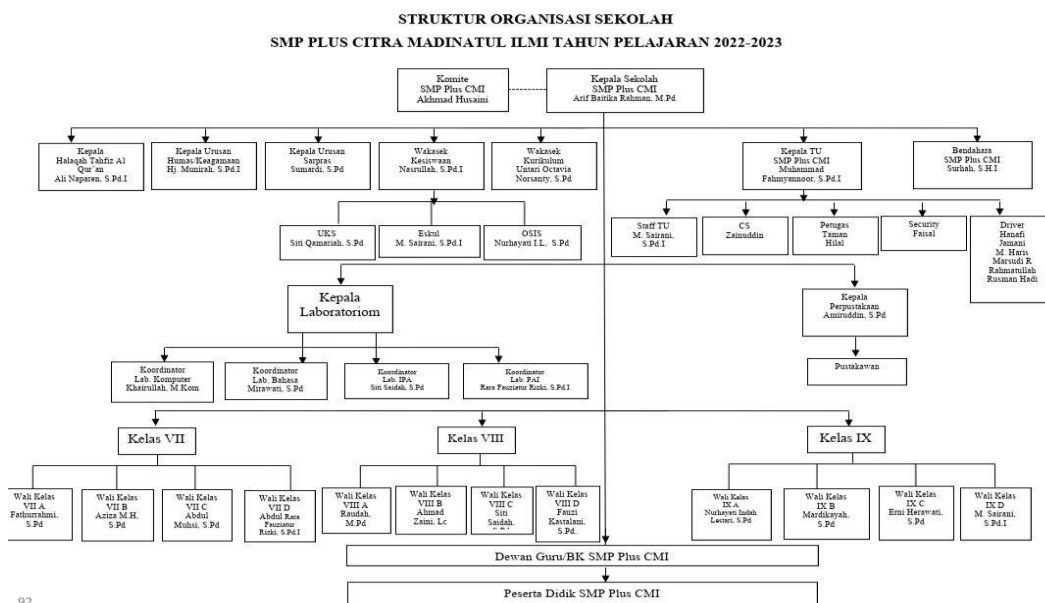 STRUKTUR ORGANISASI SEKOLAH
SMP PLUS CITRA MADINATUL ILMI TAHUN PELAJARAN 2022-2023
Komite
SMP Plus CMI
Akhmad Husaini
Kepala Sekolah
SMP Plus CMI
Arif Baitika Rahman, M.Pd
Kepala
Halaqah Tahfiz Al
Qur'an
Ali Naparen, S.Pd.I
Kepala Urusan
Humas/Keagamaan
Hj. Munirah, S.Pd.I
Kepala Urusan
Sarpras
Sumardi, S.Pd
Wakasek
Kesiswaan
Nasrullah, S.Pd.I
Wakasek
Kurikulum
Untari Octavia
Norsanty, S.Pd
Kepala TU
SMP Plus CMI
Muhammad
Fahmyannoor, S.Pd.I
Bendahara
SMP Plus CMI
Surhah, S.H.I
UKS
Siti Qamariah, S.Pd
Eskul
M. Sairani, S.Pd.I
OSIS
Nurhayati I.L, S.Pd
Staff TU
M. Sairani,
S.Pd.I
CS
Zainuddin
Petugas
Taman
Hilal
Security
Faisal
Driver
Hanafi
Jamani
M. Haris
Marsudi R
Rahmatullah
Rusman Hadi
Kepala
Laboratoriom
Kepala
Perpustakaan
Amiruddin, S.Pd
Koordinator
Lab. Komputer
Khairullah, M.Kom
Koordinator
Lab. Bahasa
Mirawati, S.Pd
Koordinator
Lab. IPA
Siti Saidah, S.Pd
Koordinator
Lab. PAI
Rara Fauziatur Rizki, S.Pd.I
Pustakawan
Kelas VII
Kelas VIII
Kelas IX
Wali Kelas
VII A
Fathurrahmi,
S.Pd
Wali Kelas
VII B
Aziza M.H,
S.Pd
Wali Kelas
VII C
Abdul
Muhsi, S.Pd
Wali Kelas
VII D
Abdul Rara
Fauziatur
Rizki, S.Pd.I
Wali Kelas
VIII A
Raudah,
M.Pd
Wali Kelas
VIII B
Ahmad
Zaini, Lc
Wali Kelas
VIII C
Siti
Saidah,
Wali Kelas
VIII D
Fauzi
Kastalani,
S.Pd.
Wali Kelas
IX A
Nurhayati Indah
Lestari, S.Pd
Wali Kelas
IX B
Mardikayah,
S.Pd
Wali Kelas
IX C
Erni Herawati,
S.Pd
Wali Kelas
IX D
M. Sairani,
S.Pd.I
Dewan Guru/BK SMP Plus CMI
Peserta Didik SMP Plus CMI